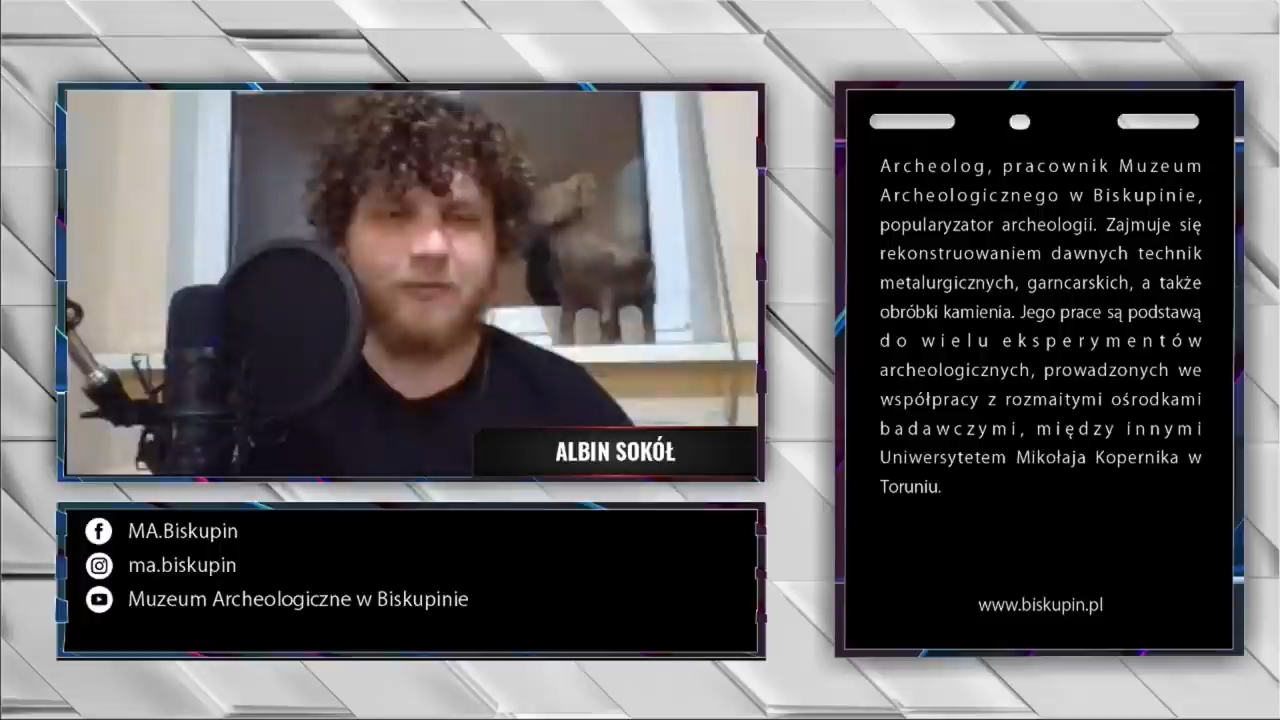 ALBIN SOKÓŁ
MA.Biskupin
ma.biskupin
Muzeum Archeologiczne w Biskupinie
Archeolog, pracownik Muzeum
Archeologicznego w Biskupinie,
popularyzator archeologii. Zajmuje się
rekonstruowaniem dawnych technik
metalurgicznych, garncarskich, a także
obróbki kamienia. Jego prace są podstawą
do wielu eksperymentów
archeologicznych, prowadzonych we
współpracy z rozmaitymi ośrodkami
badawczymi, między innymi
Uniwersytetem Mikołaja Kopernika w
Toruniu.
www.biskupin.pl